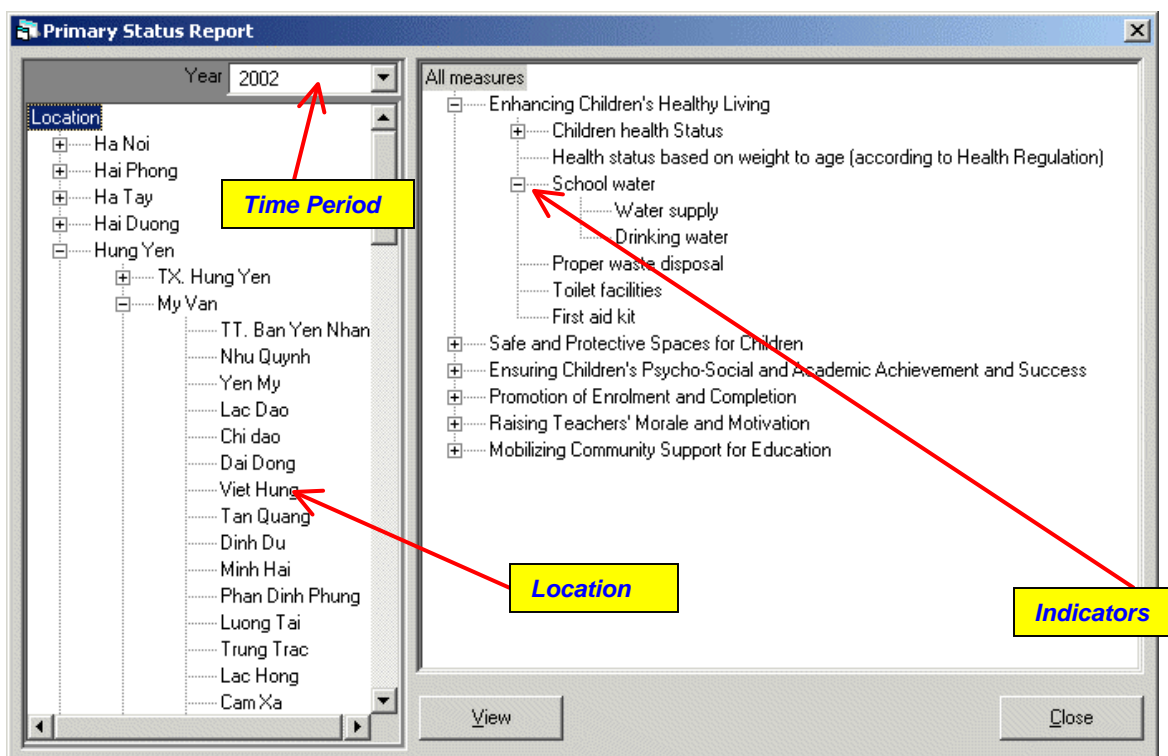 Primary Status Report
Year 2002
Location
Ha Noi
Hai Phong
Ha Tay
Hai Duong
Hung Yen
TX. Hung Yen
My Van
TT. Ban Yen Nhan
Nhu Quynh
Yen My
Lac Dao
Chi dao
Dai Dong
Viet Hung
Tan Quang
Dinh Du
Minh Hai
Phan Dinh Phung
Luong Tai
Trung Trac
Lac Hong
Cam Xa
Time Period
All measures
Enhancing Children's Healthy Living
Children health Status
Health status based on weight to age (according to Health Regulation)
School water
Water supply
Drinking water
Proper waste disposal
Toilet facilities
First aid kit
Safe and Protective Spaces for Children
Ensuring Children's Psycho-Social and Academic Achievement and Success
Promotion of Enrolment and Completion
Raising Teachers' Morale and Motivation
Mobilizing Community Support for Education
Location
Indicators
View
Close